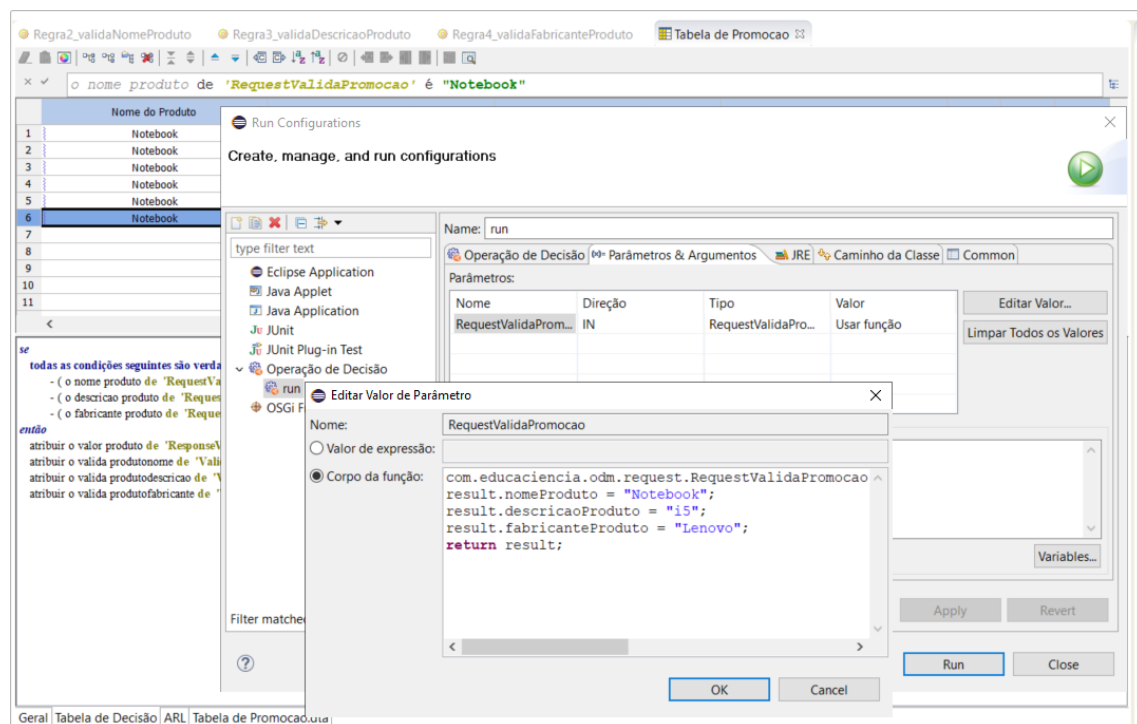 Regra2_validaNomeProduto Regra3_validaDescricaoProduto Regra4_validaFabricanteProduto Tabela de Promocao
o nome produto de 'RequestValidaPromocao' é "Notebook"
Nome do Produto
1 Notebook
2 Notebook
3 Notebook
4 Notebook
5 Notebook
6 Notebook
7
8
9
10
11
Run Configurations
Create, manage, and run configurations
type filter text
Eclipse Application
Java Applet
Java Application
JUnit
JUnit Plug-in Test
Operação de Decisão
run
OSGi F
Filter matche
Name: run
Operação de Decisão Parâmetros & Argumentos JRE Caminho da Classe Common
Parâmetros:
Nome Direção Tipo Valor
RequestValidaProm... IN RequestValidaPro... Usar função
Editar Valor...
Limpar Todos os Valores
Variables...
Apply Revert
Run Close
Editar Valor de Parâmetro
Nome: RequestValidaPromocao
Valor de expressão:
Corpo da função:
com.educaciencia.odm.request.RequestValidaPromocao
result.nomeProduto = "Notebook";
result.descricaoProduto = "i5";
result.fabricanteProduto = "Lenovo";
return result;
OK Cancel
se
todas as condições seguintes são verda
- ( o nome produto de 'RequestVa
- ( o descricao produto de 'Reques
- ( o fabricante produto de 'Reque
então
atribuir o valor produto de 'ResponseV
atribuir o valida produtonome de 'Vali
atribuir o valida produtodescricao de 'V
atribuir o valida produtofabricante de '
Geral Tabela de Decisão ARL Tabela de Promocao.dta